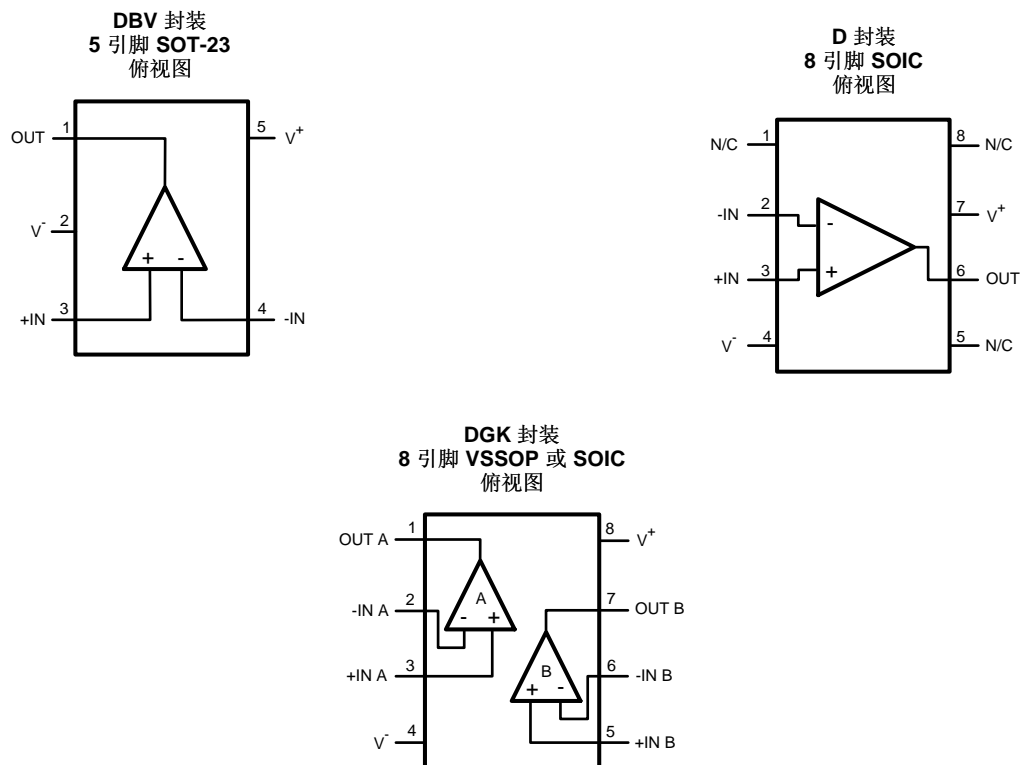 DBV 封装
5 引脚 SOT-23
俯视图
OUT 1
5 V+
V- 2
+ -
+IN 3
4 -IN
D 封装
8 引脚 SOIC
俯视图
N/C 1
8 N/C
-IN 2
-
7 V+
+IN 3
+
6 OUT
V- 4
5 N/C
DGK 封装
8 引脚 VSSOP 或 SOIC
俯视图
OUT A 1
8 V+
A
-IN A 2
- +
7 OUT B
+IN A 3
B
6 -IN B
+ -
V- 4
5 +IN B